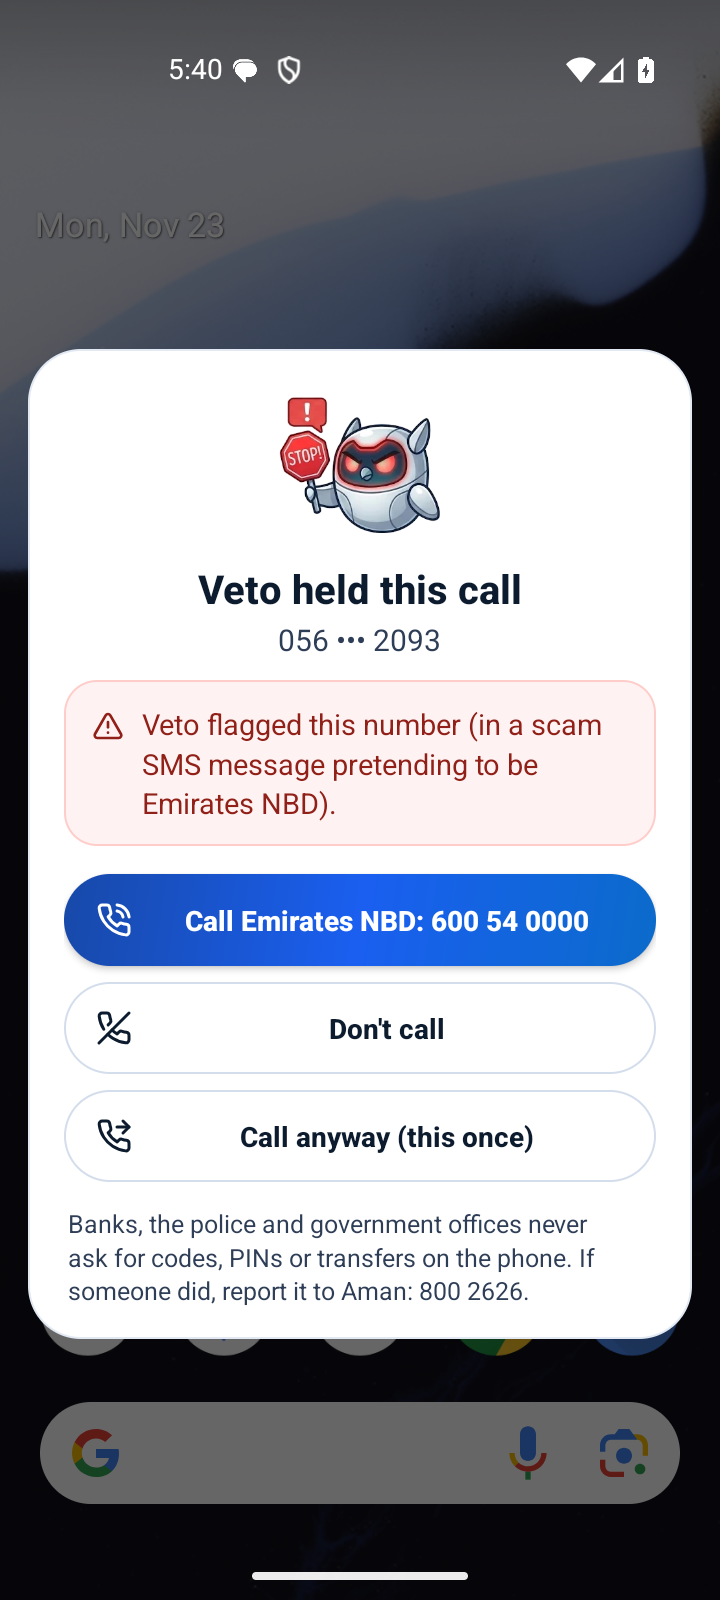 5:40
Mon, Nov 23
!
STOP!
Veto held this call
056 ••• 2093
Veto flagged this number (in a scam
SMS message pretending to be
Emirates NBD).
Call Emirates NBD: 600 54 0000
Don't call
Call anyway (this once)
Banks, the police and government offices never
ask for codes, PINs or transfers on the phone. If
someone did, report it to Aman: 800 2626.